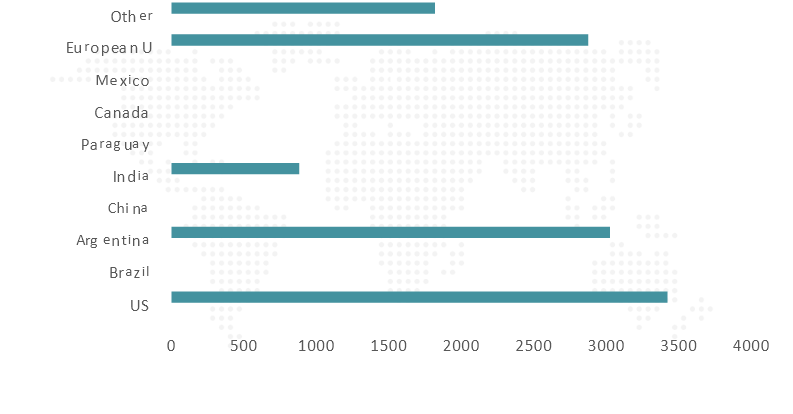 Other
European U
Mexico
Canada
Paraguay
India
China
Argentina
Brazil
US
0 500 1000 1500 2000 2500 3000 3500 4000